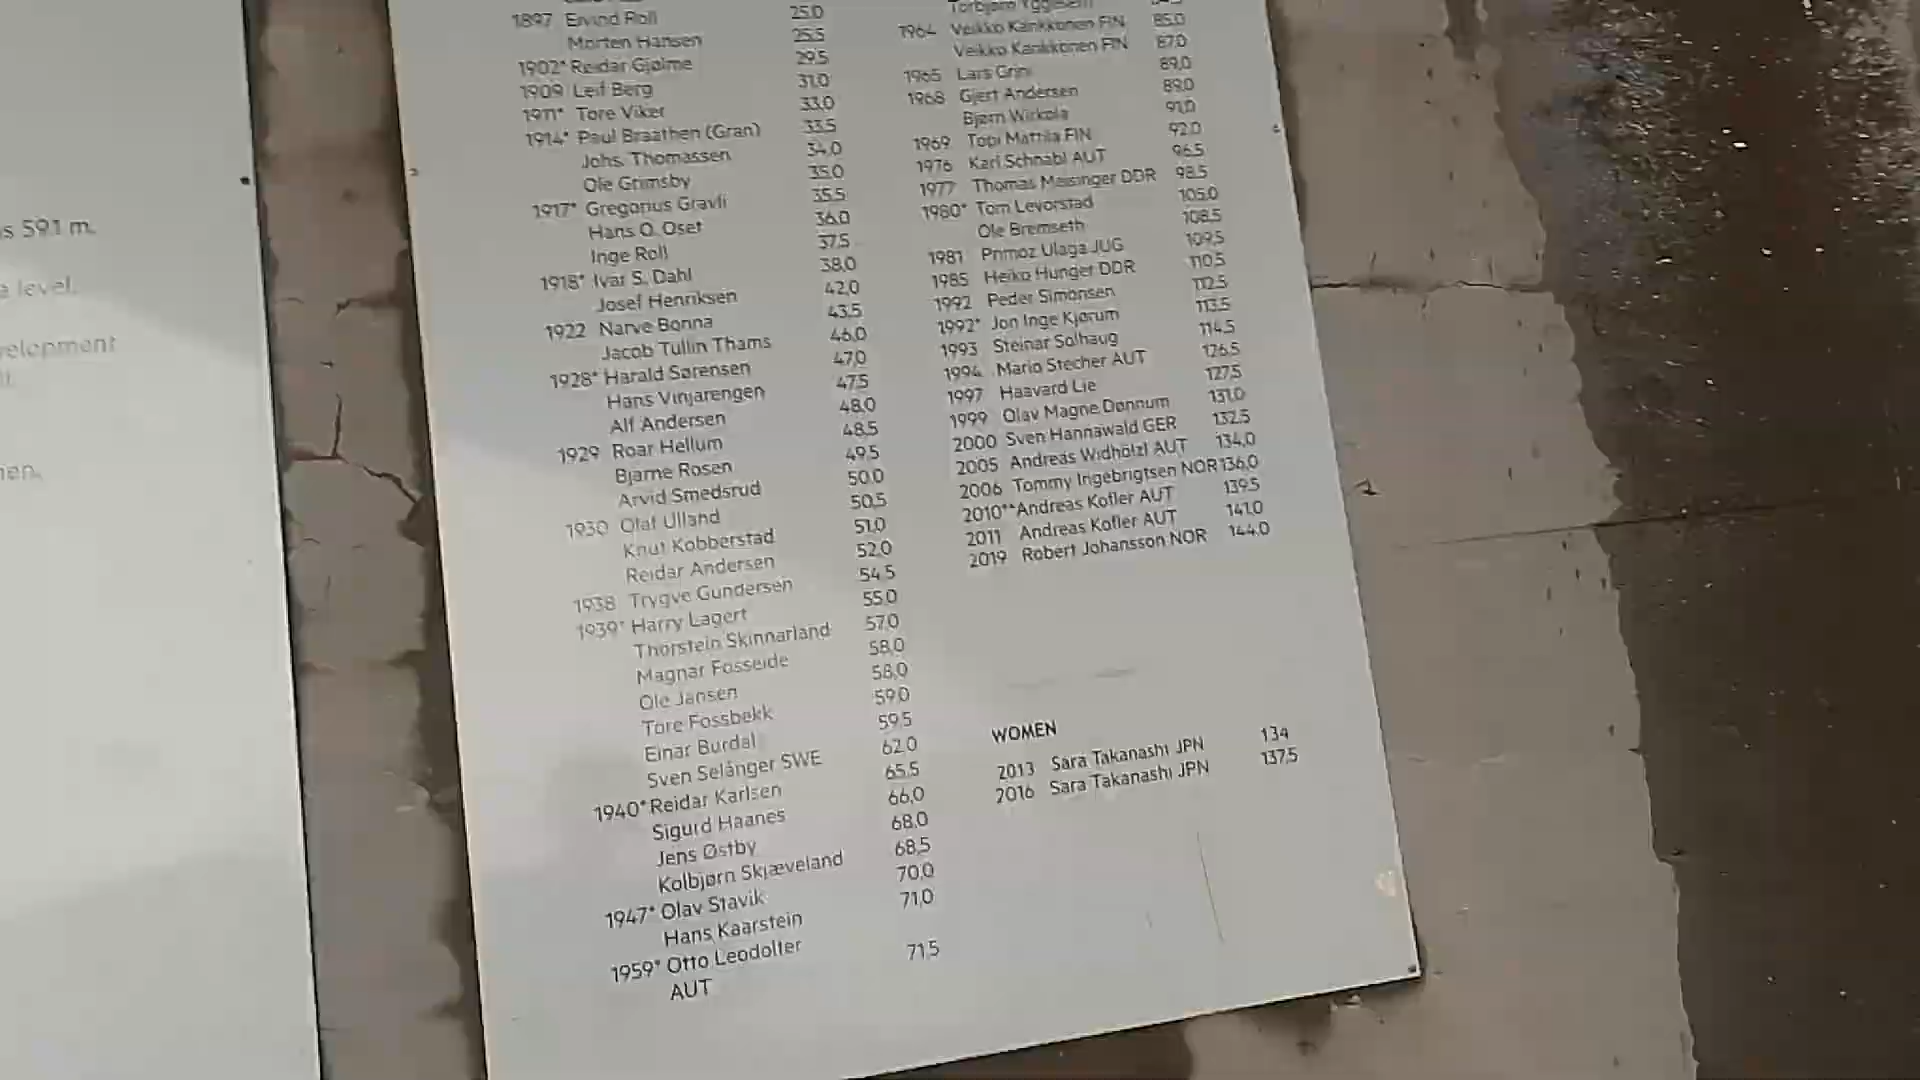 s 591 m.
level.
velopment
1897 Eivind Roll 25,0
Morten Hansen 25,5
1902* Reidar Gjølme 29,5
1909 Leif Berg 31,0
1911* Tore Viker 33,0
1914* Paul Braathen (Gran) 33,5
Johs. Thomassen 34,0
Ole Grimsby 35,0
1917* Gregorius Gravli 35,5
Hans O. Oset 36,0
Inge Roll 37,5
1918* Ivar S. Dahl 38,0
Josef Henriksen 42,0
1922 Narve Bonna 43,5
Jacob Tullin Thams 46,0
1928* Harald Sørensen 47,0
Hans Vinjarengen 47,5
Alf Andersen 48,0
1929 Roar Hellum 48,5
Bjarne Rosen 49,5
Arvid Smedsrud 50,0
1930 Olaf Ulland 50,5
Knut Kobberstad 51,0
Reidar Andersen 52,0
1938 Trygve Gundersen 54,5
1939* Harry Lagert 55,0
Thorstein Skinnarland 57,0
Magnar Fosseide 58,0
Ole Jansen 58,0
Tore Fossbekk 59,0
Einar Burdal 59,5
Sven Selånger SWE 62,0
1940* Reidar Karlsen 65,5
Sigurd Haanes 66,0
Jens Østby 68,0
Kolbjørn Skjæveland 68,5
1947* Olav Stavik 70,0
Hans Kaarstein 71,0
1959* Otto Leodolter 71,5
AUT
Torbjørn Yggeseth
1964 Veikko Kankkonen FIN 85,0
Veikko Kankkonen FIN 87,0
1965 Lars Grini 89,0
1968 Gjert Andersen 89,0
Bjørn Wirkola 91,0
1969 Topi Mattila FIN 92,0
1976 Karl Schnabl AUT 96,5
1977 Thomas Meisinger DDR 98,5
1980* Tom Levorstad 105,0
Ole Bremseth 108,5
1981 Primoz Ulaga JUG 109,5
1985 Heiko Hunger DDR 110,5
1992 Peder Simonsen 112,5
1992* Jon Inge Kjørum 113,5
1993 Steinar Solhaug 114,5
1994 Mario Stecher AUT 126,5
1997 Haavard Lie 127,5
1999 Olav Magne Dønnum 131,0
2000 Sven Hannawald GER 132,5
2005 Andreas Widhölzl AUT 134,0
2006 Tommy Ingebrigtsen NOR 136,0
2010** Andreas Kofler AUT 139,5
2011 Andreas Kofler AUT 141,0
2019 Robert Johansson NOR 144,0
WOMEN
2013 Sara Takanashi JPN 134
2016 Sara Takanashi JPN 137,5